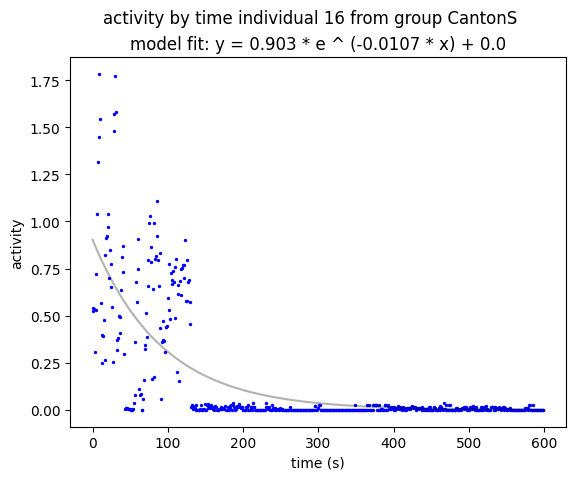 activity by time individual 16 from group CantonS
model fit: y = 0.903 * e ^ (-0.0107 * x) + 0.0
1.75
1.50
1.25
1.00
0.75
0.50
0.25
0.00
activity
0 100 200 300 400 500 600
time (s)